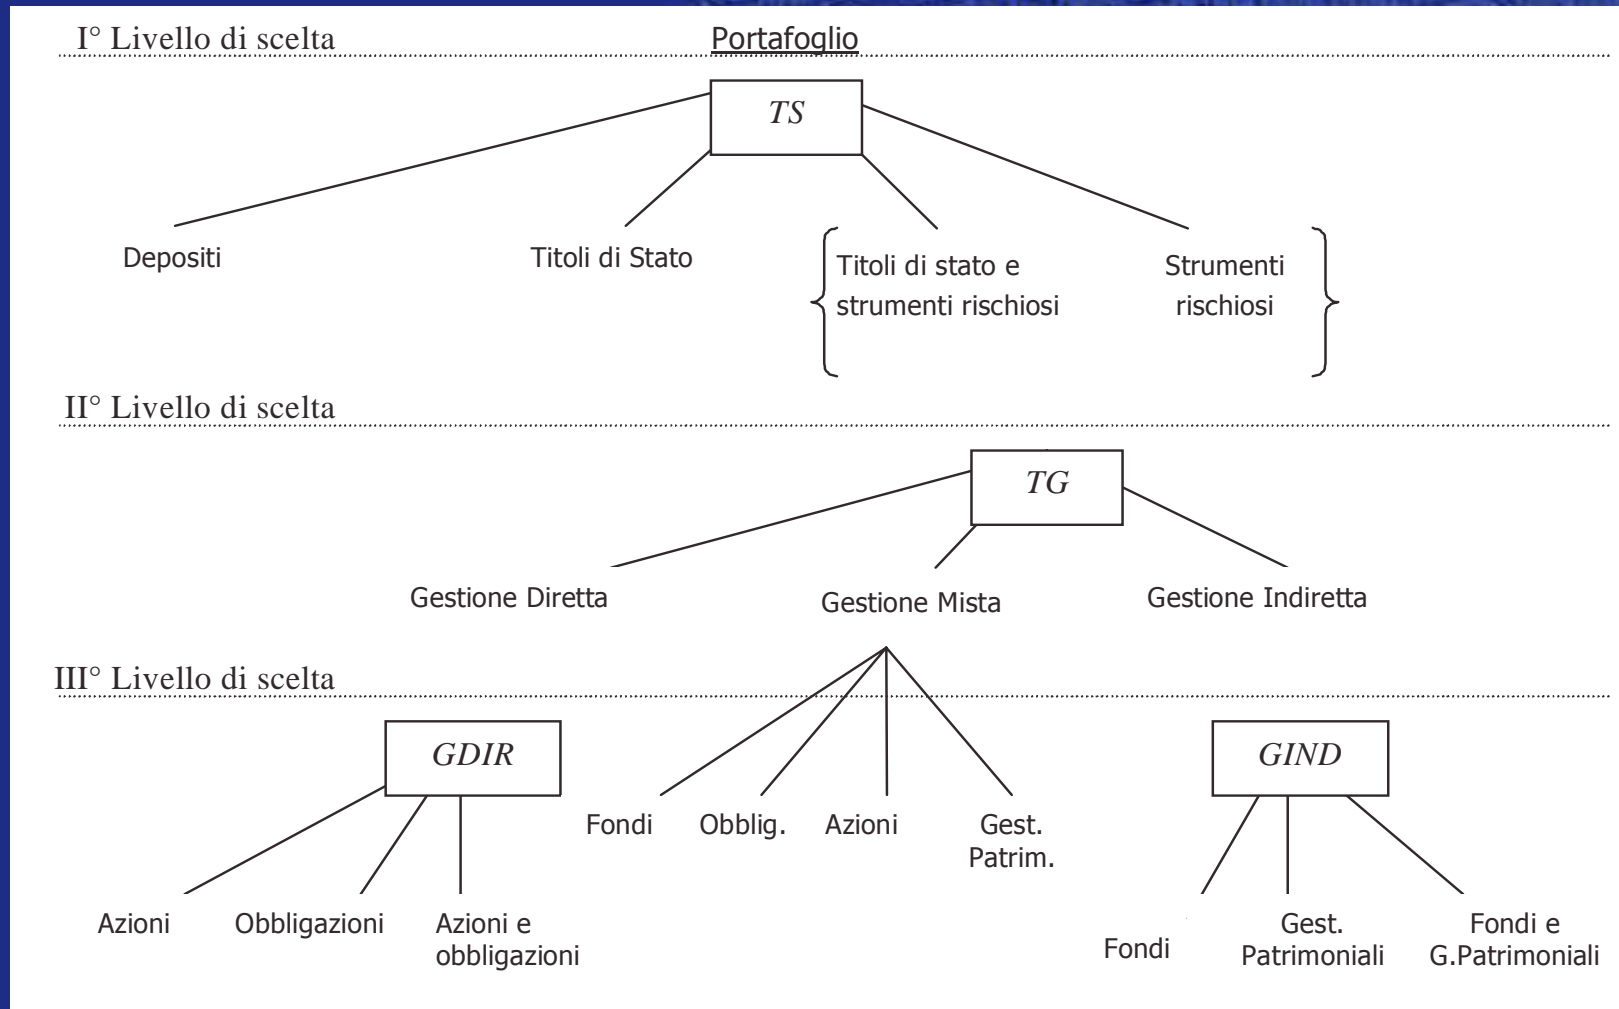 I° Livello di scelta
Portafoglio
TS
Depositi
Titoli di Stato
Titoli di stato e
strumenti rischiosi
Strumenti
rischiosi
II° Livello di scelta
TG
Gestione Diretta
Gestione Mista
Gestione Indiretta
III° Livello di scelta
GDIR
GIND
Fondi
Obblig.
Azioni
Gest.
Patrim.
Azioni
Obbligazioni
Azioni e
obbligazioni
Fondi
Gest.
Patrimoniali
Fondi e
G.Patrimoniali